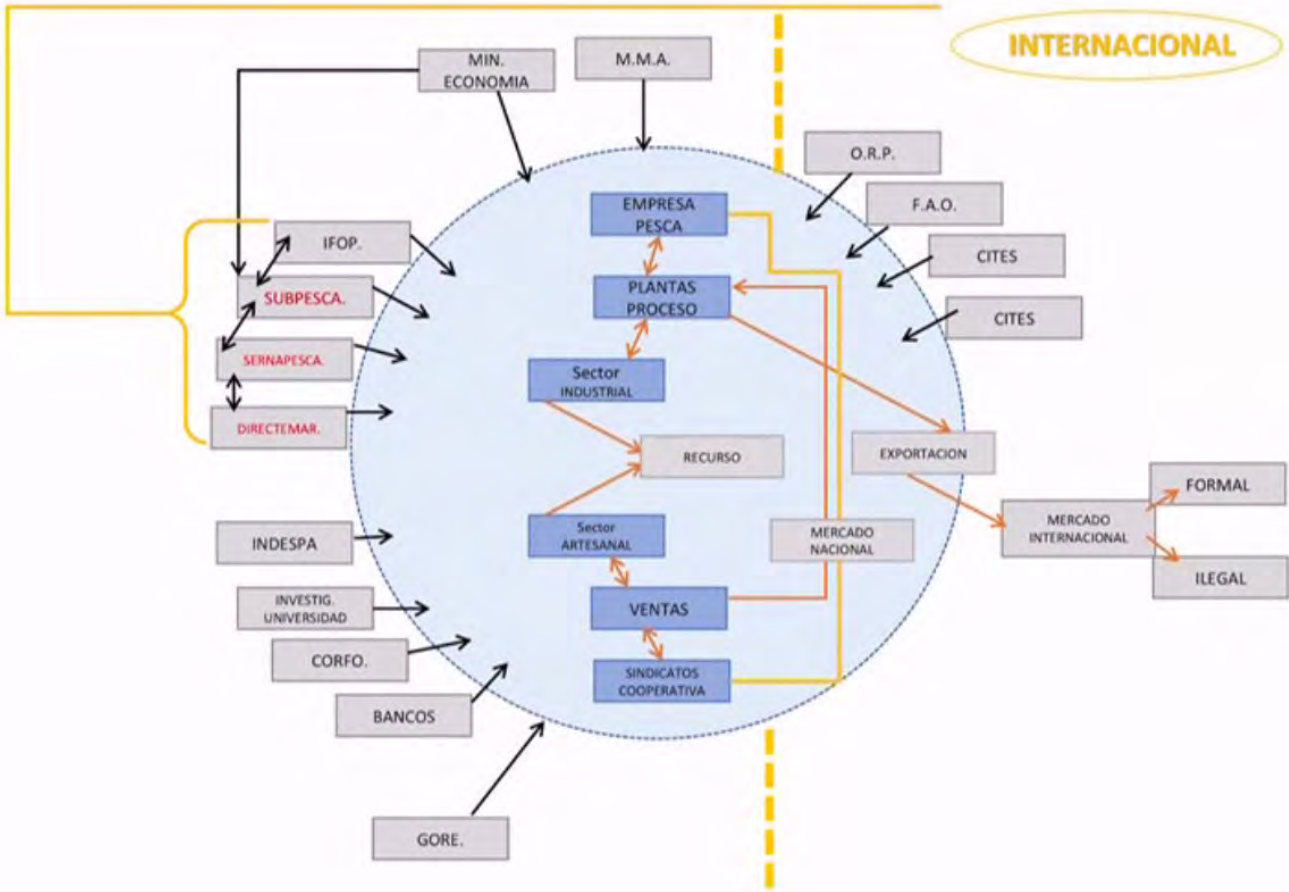 INTERNACIONAL
MIN.
ECONOMIA
M.M.A.
O.R.P.
F.A.O.
CITES
CITES
IFOP.
SUBPESCA.
SERNAPESCA.
DIRECTEMAR.
EMPRESA
PESCA
PLANTAS
PROCESO
Sector
INDUSTRIAL
RECURSO
EXPORTACION
Sector
ARTESANAL
MERCADO
NACIONAL
MERCADO
INTERNACIONAL
FORMAL
ILEGAL
INDESPA
INVESTIG.
UNIVERSIDAD
CORFO.
BANCOS
GORE.
VENTAS
SINDICATOS
COOPERATIVA